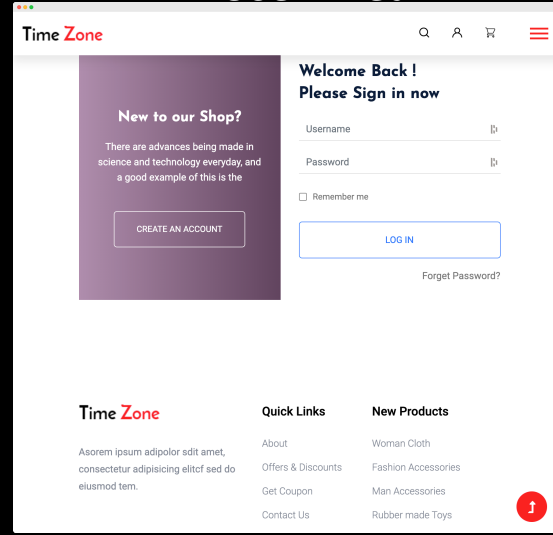 Time Zone
New to our Shop?
There are advances being made in
science and technology everyday, and
a good example of this is the
CREATE AN ACCOUNT
Welcome Back !
Please Sign in now
Username
Password
Remember me
LOG IN
Forget Password?
Time Zone
Asorem ipsum adipolor sdit amet,
consectetur adipisicing elitcf sed do
eiusmod tem.
Quick Links
About
Offers & Discounts
Get Coupon
Contact Us
New Products
Woman Cloth
Fashion Accessories
Man Accessories
Rubber made Toys